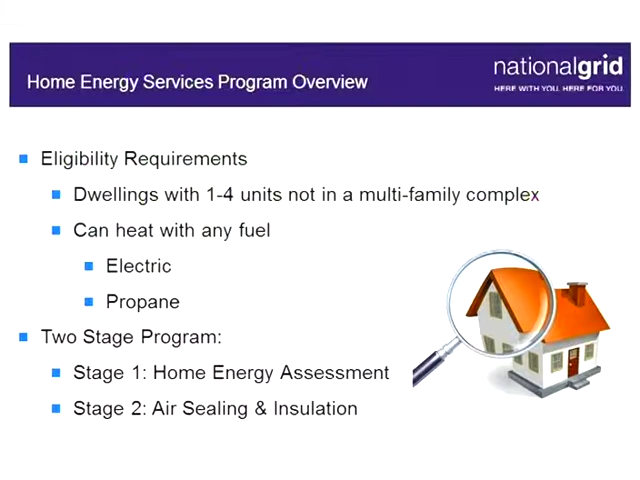 Home Energy Services Program Overview
nationalgrid
HERE WITH YOU. HERE FOR YOU.
Eligibility Requirements
Dwellings with 1-4 units not in a multi-family complex
Can heat with any fuel
Electric
Propane
Two Stage Program:
Stage 1: Home Energy Assessment
Stage 2: Air Sealing & Insulation